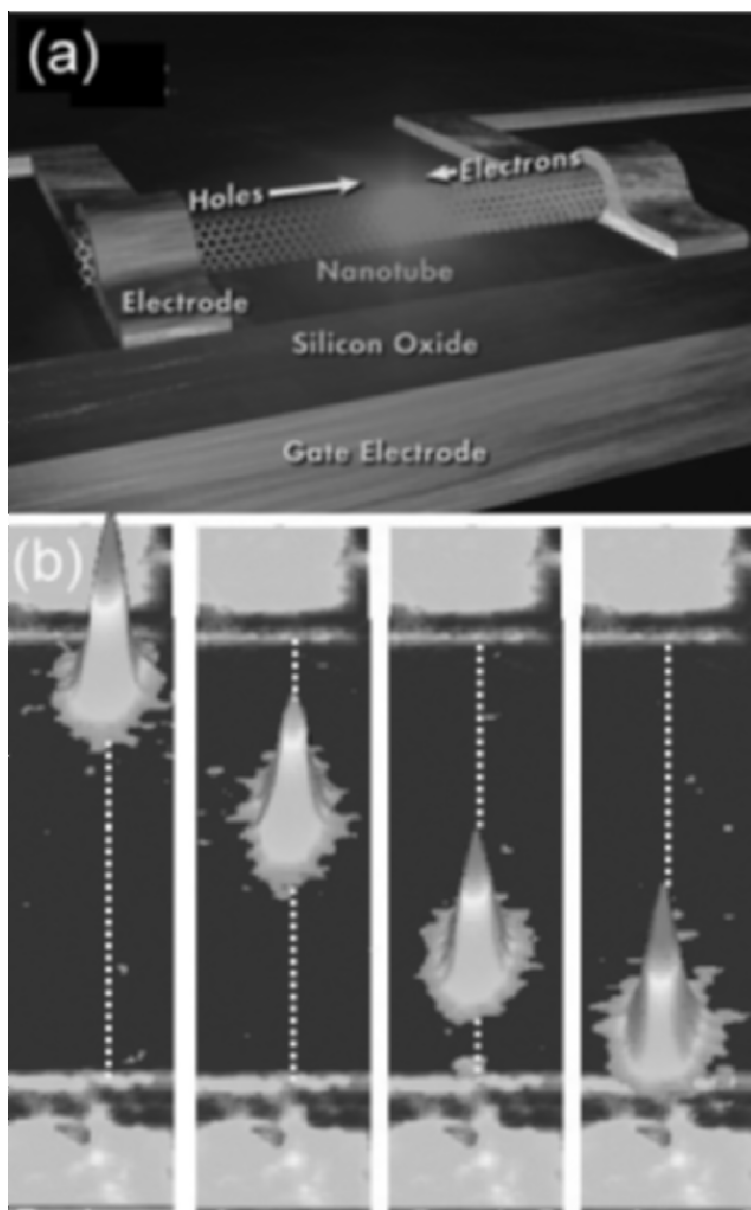 (a)
Holes
Electrons
Nanotube
Electrode
Silicon Oxide
Gate Electrode
(b)